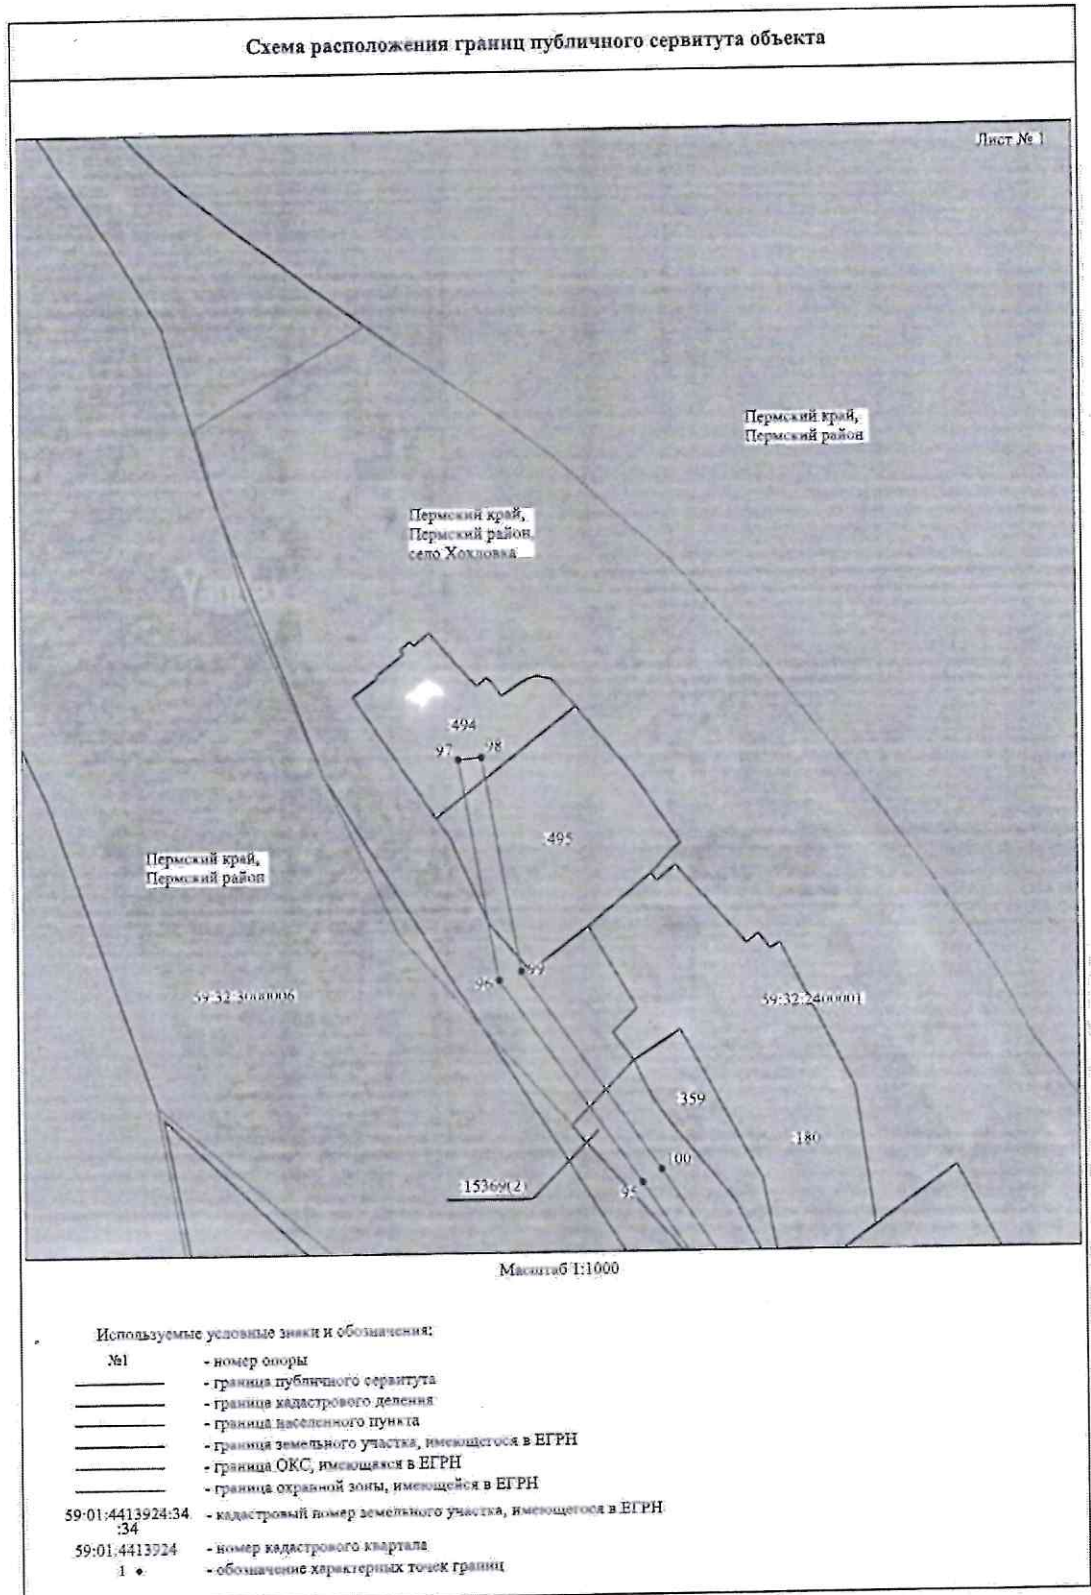 Схема расположения границ публичного сервитута объекта
Лист № 1
Пермский край,
Пермский район
Пермский край,
Пермский район,
село Хохловка
:494
97
98
:495
Пермский край,
Пермский район
99
96
59:32:3000006
59:32:2400001
:359
:180
100
95
:15369(2)
Масштаб 1:1000
Используемые условные знаки и обозначения:
№1 - номер опоры
- граница публичного сервитута
- граница кадастрового деления
- граница населенного пункта
- граница земельного участка, имеющегося в ЕГРН
- граница ОКС, имеющаяся в ЕГРН
- граница охранной зоны, имеющейся в ЕГРН
59:01:4413924:34 - кадастровый номер земельного участка, имеющегося в ЕГРН
:34
59:01:4413924 - номер кадастрового квартала
1 - обозначение характерных точек границ